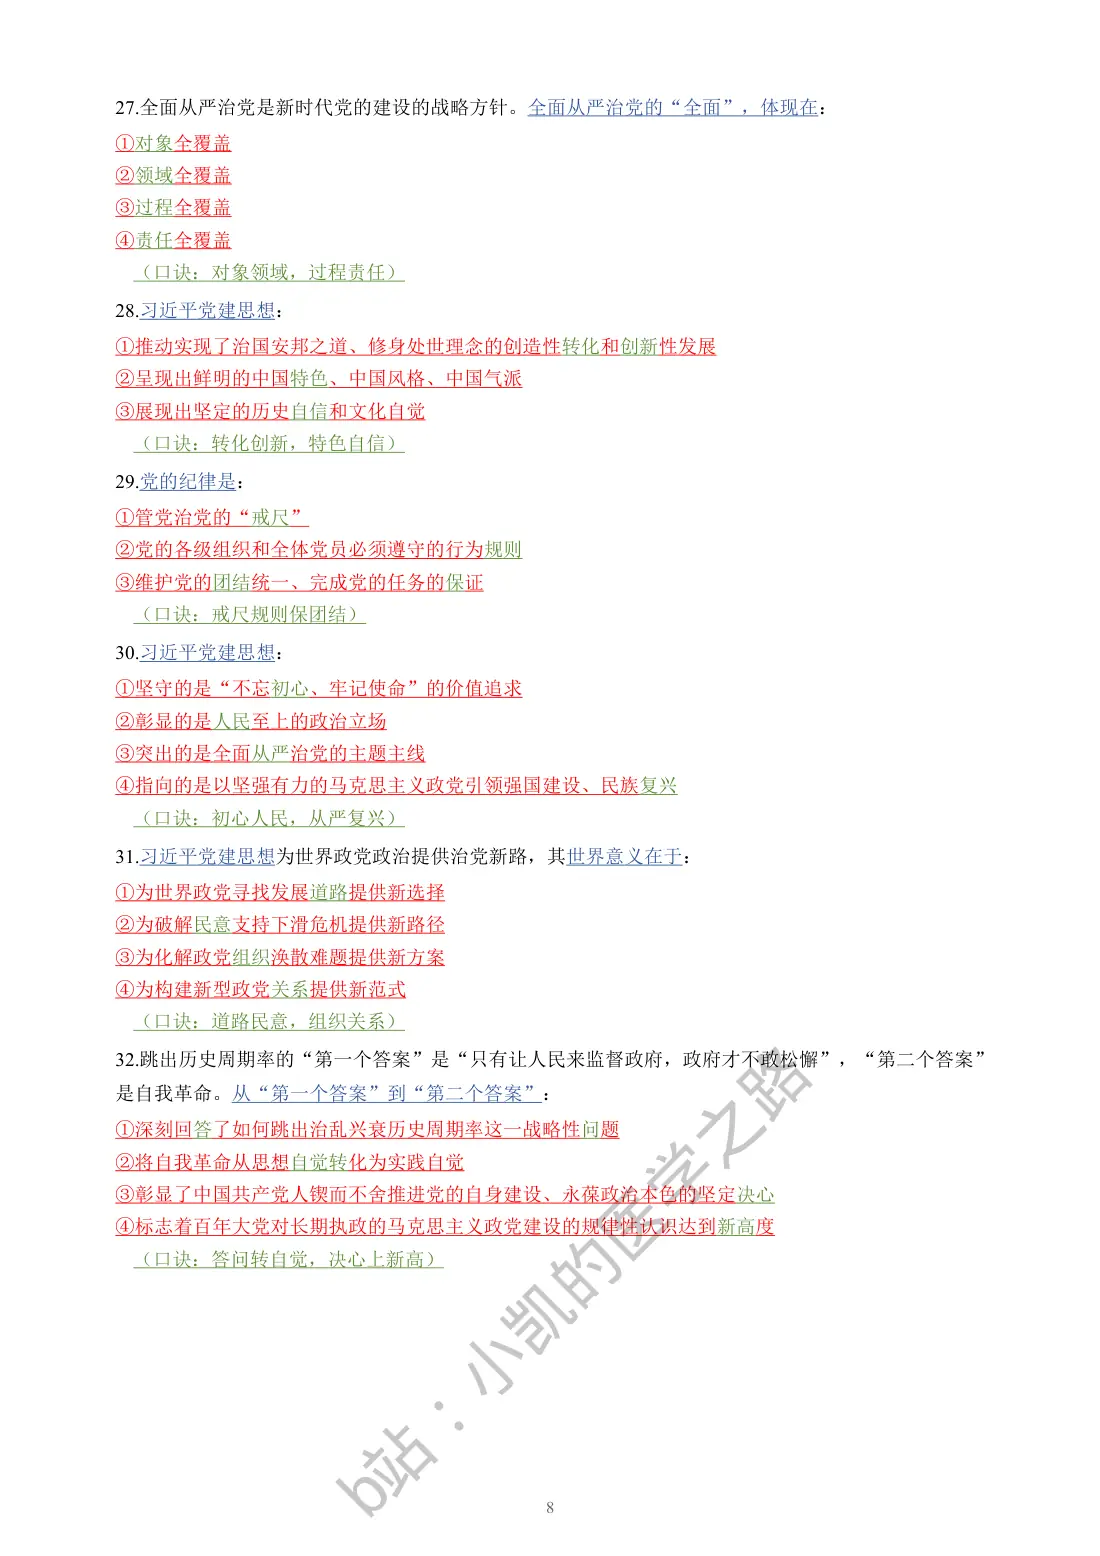 27.全面从严治党是新时代党的建设的战略方针。全面从严治党的“全面”，体现在：
①对象全覆盖
②领域全覆盖
③过程全覆盖
④责任全覆盖
（口诀：对象领域，过程责任）
28.习近平党建思想：
①推动实现了治国安邦之道、修身处世理念的创造性转化和创新性发展
②呈现出鲜明的中国特色、中国风格、中国气派
③展现出坚定的历史自信和文化自觉
（口诀：转化创新，特色自信）
29.党的纪律是：
①管党治党的“戒尺”
②党的各级组织和全体党员必须遵守的行为规则
③维护党的团结统一、完成党的任务的保证
（口诀：戒尺规则保团结）
30.习近平党建思想：
①坚守的是“不忘初心、牢记使命”的价值追求
②彰显的是人民至上的政治立场
③突出的是全面从严治党的主题主线
④指向的是以坚强有力的马克思主义政党引领强国建设、民族复兴
（口诀：初心人民，从严复兴）
31.习近平党建思想为世界政党政治提供治党新路，其世界意义在于：
①为世界政党寻找发展道路提供新选择
②为破解民意支持下滑危机提供新路径
③为化解政党组织涣散难题提供新方案
④为构建新型政党关系提供新范式
（口诀：道路民意，组织关系）
32.跳出历史周期率的“第一个答案”是“只有让人民来监督政府，政府才不敢松懈”，“第二个答案”
是自我革命。从“第一个答案”到“第二个答案”：
①深刻回答了如何跳出治乱兴衰历史周期率这一战略性问题
②将自我革命从思想自觉转化为实践自觉
③彰显了中国共产党人锲而不舍推进党的自身建设、永葆政治本色的坚定决心
④标志着百年大党对长期执政的马克思主义政党建设的规律性认识达到新高度
（口诀：答问转自觉，决心上新高）
b站：小凯的医学之路
8